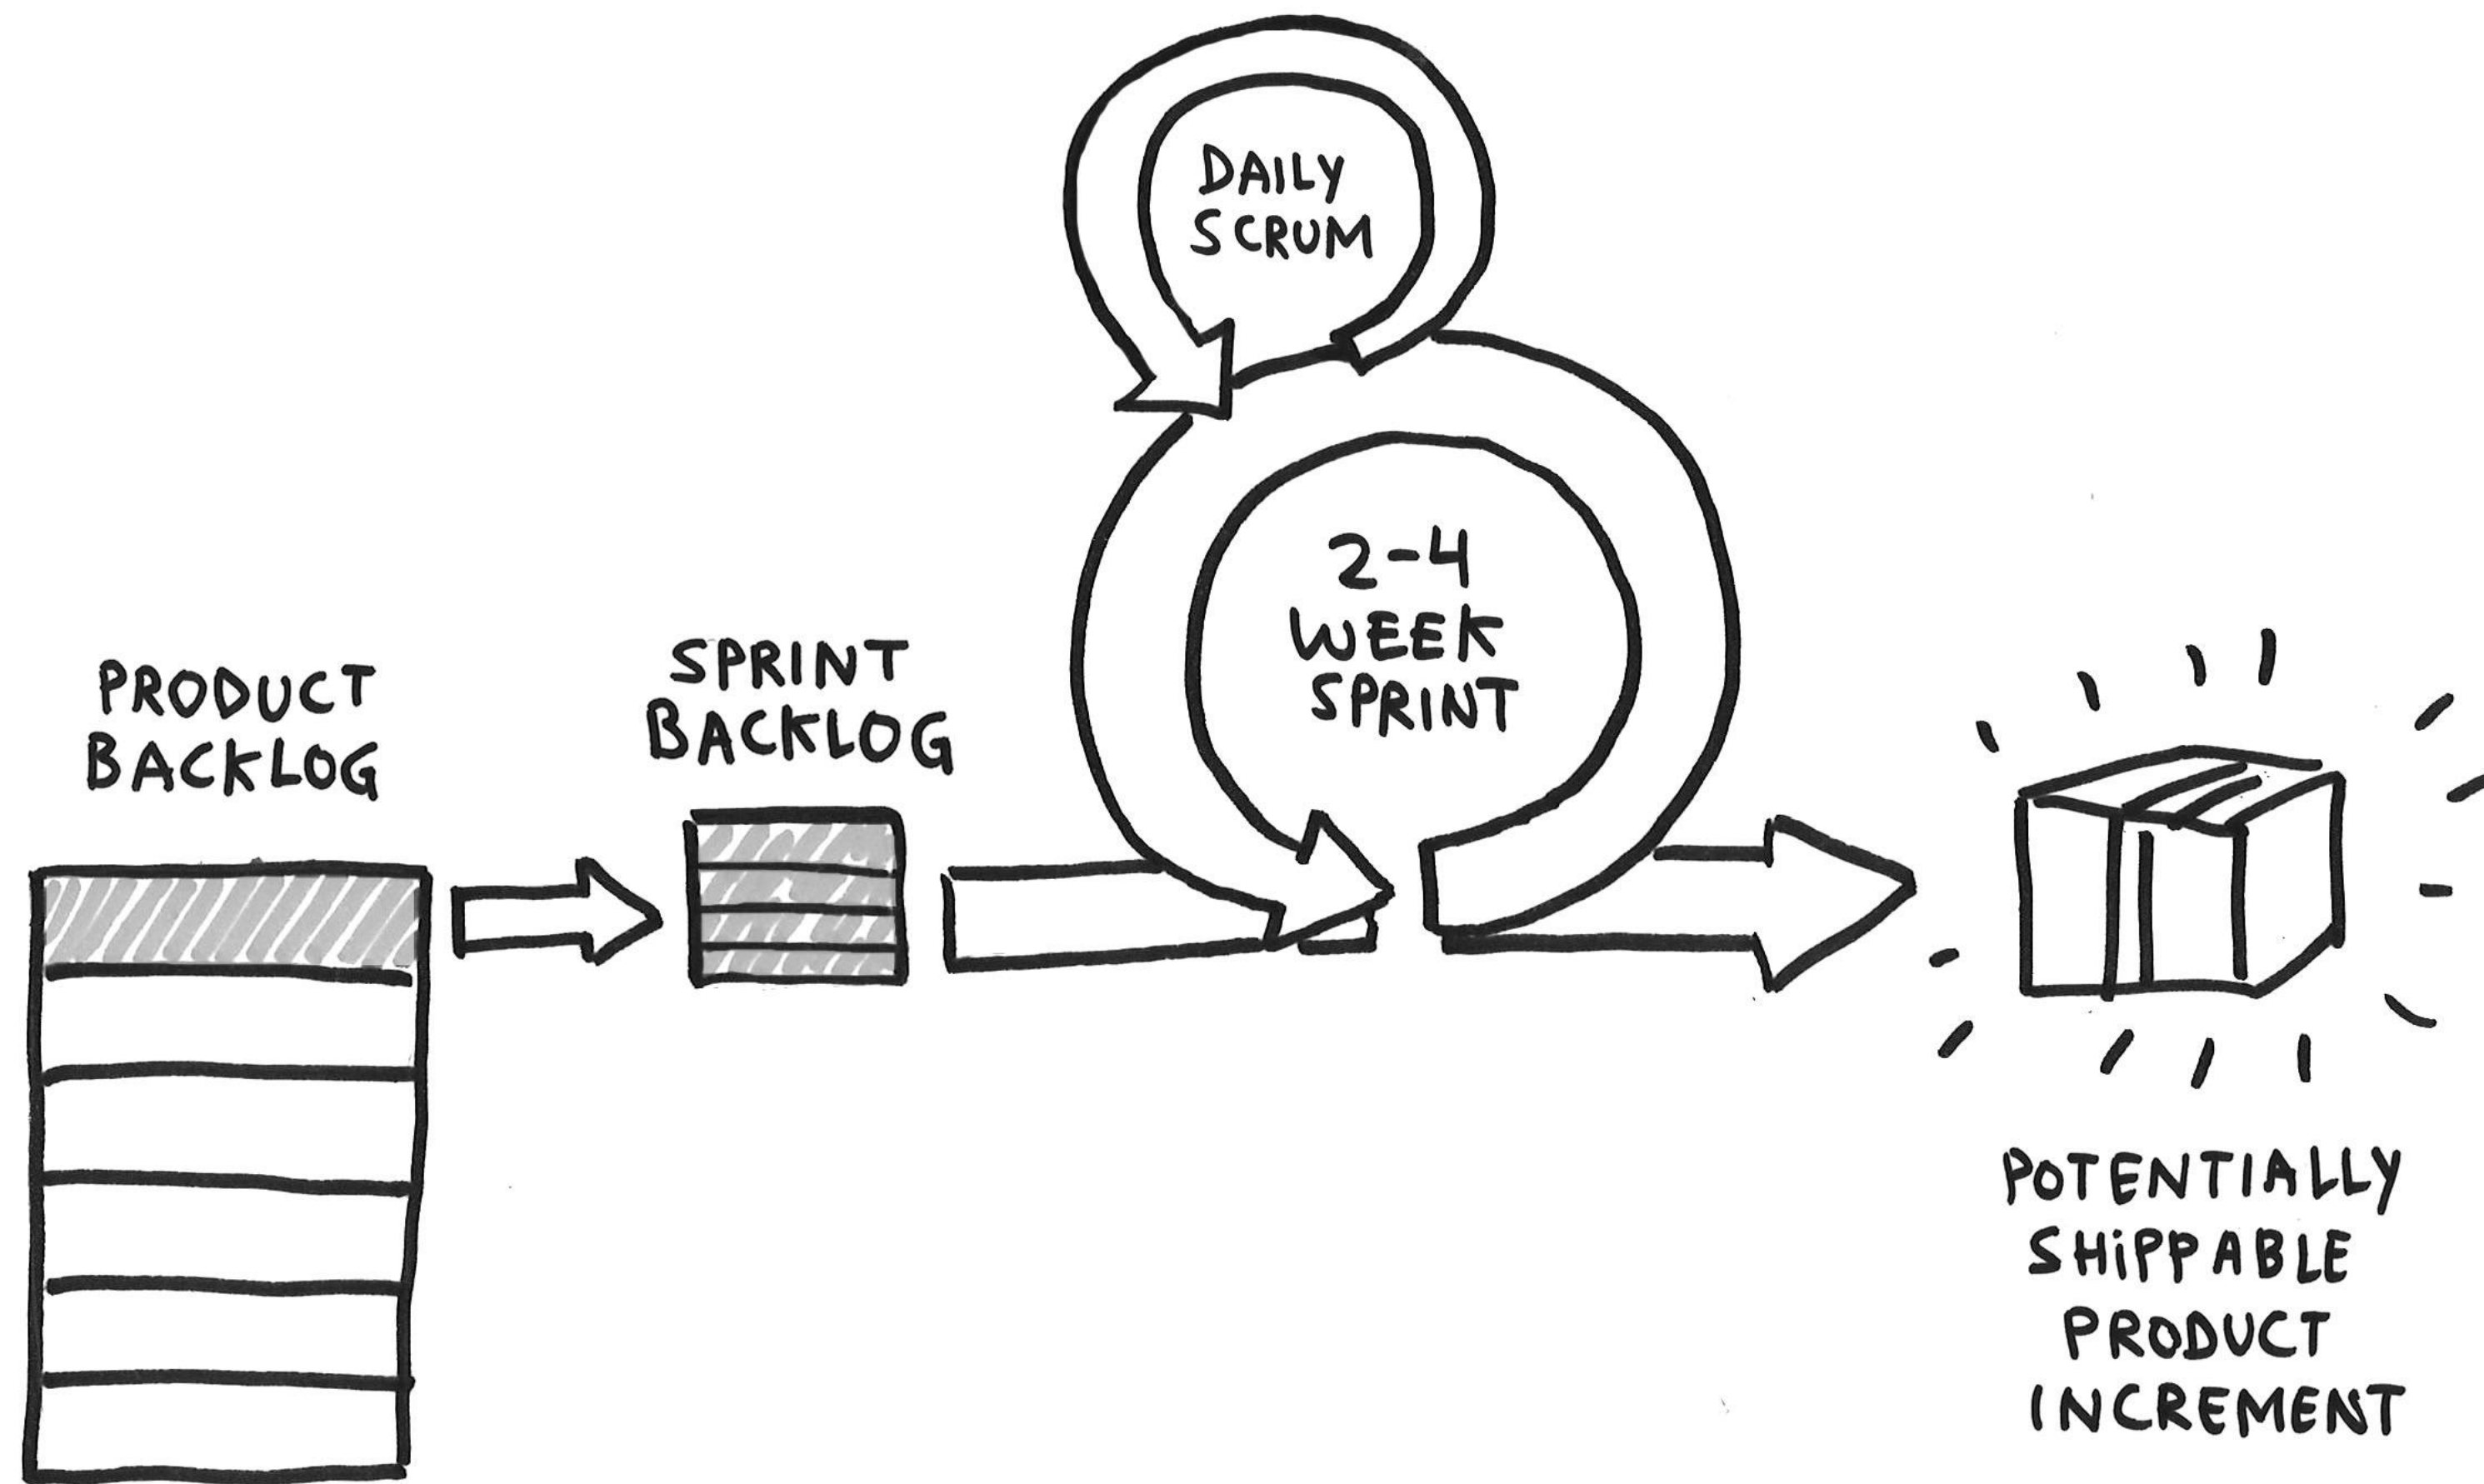 PRODUCT
BACKLOG
SPRINT
BACKLOG
DAILY
SCRUM
2-4
WEEK
SPRINT
POTENTIALLY
SHiPPABLE
PRODUCT
INCREMENT